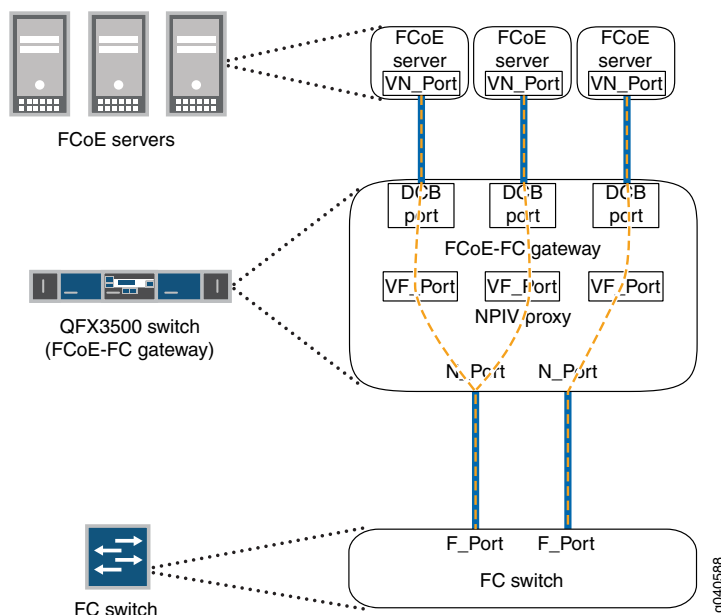 FCoE FCoE FCoE
server server server
VN_Port VN_Port VN_Port
FCoE servers
DCB DCB DCB
port port port
FCoE-FC gateway
VF_Port VF_Port VF_Port
NPIV proxy
QFX3500 switch
(FCoE-FC gateway)
N_Port N_Port
F_Port F_Port
FC switch
FC switch
g040588